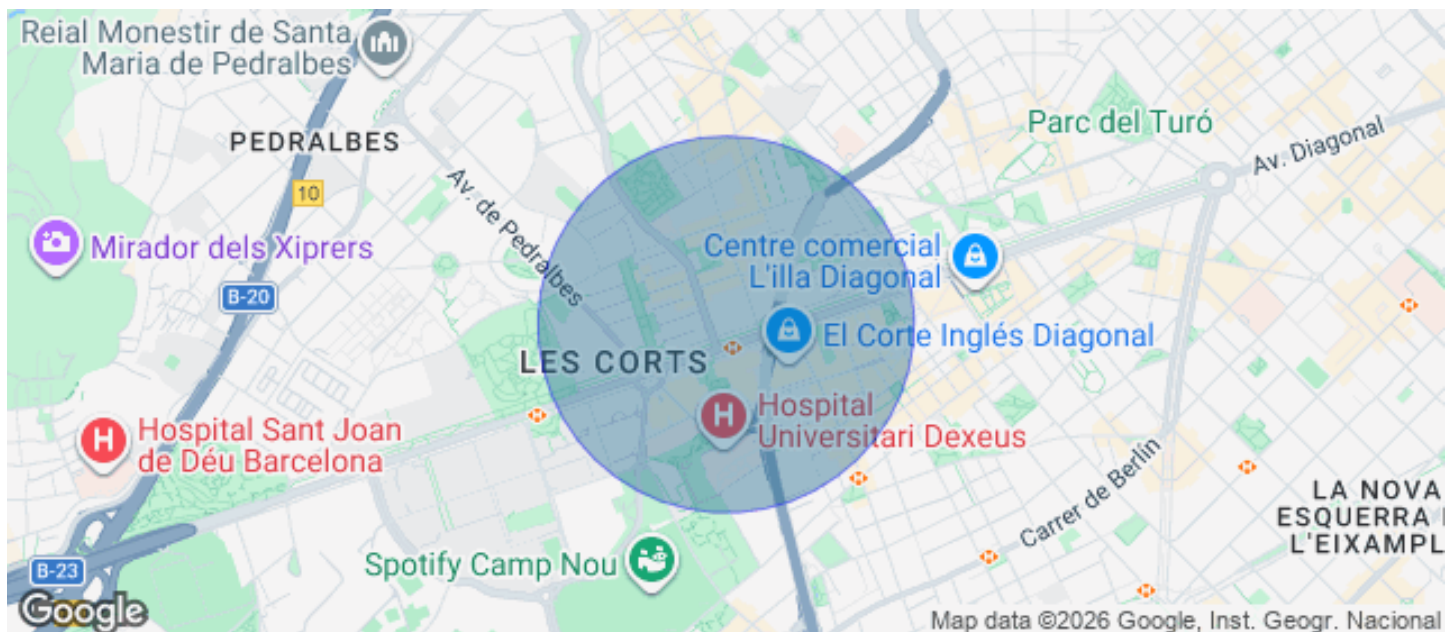 Reial Monestir de Santa
Maria de Pedralbes
PEDRALBES
10
Av. de Pedralbes
Parc del Turó
Av. Diagonal
Mirador dels Xiprers
B-20
Centre comercial
L'illa Diagonal
El Corte Inglés Diagonal
LES CORTS
H
Hospital
Universitari Dexeus
H
Hospital Sant Joan
de Déu Barcelona
Carrer de Berlín
LA NOVA
ESQUERRA
L'EIXAMPL
Spotify Camp Nou
B-23
Google
Map data ©2026 Google, Inst. Geogr. Nacional